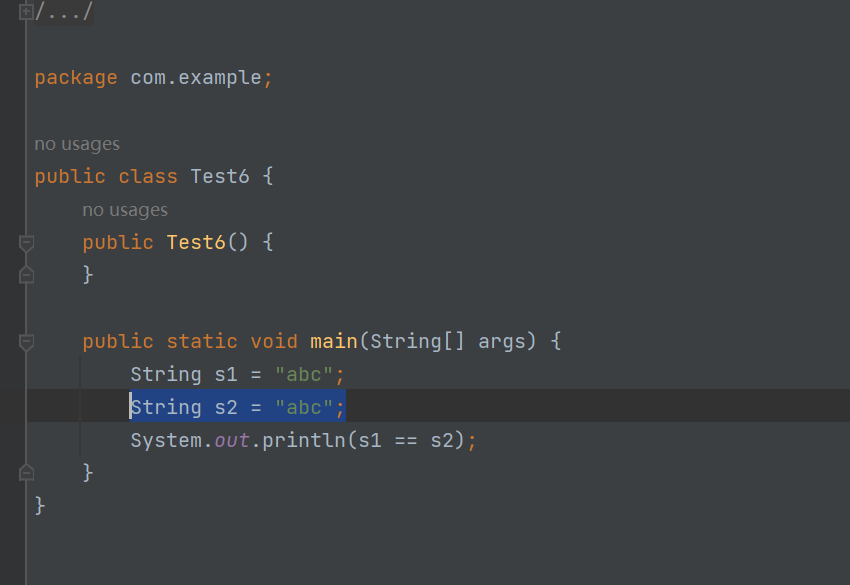 /.../
package com.example;
no usages
public class Test6 {
no usages
public Test6() {
}
public static void main(String[] args) {
String s1 = "abc";
String s2 = "abc";
System.out.println(s1 == s2);
}
}